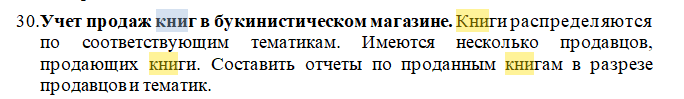 30.Учет продаж книг в букинистическом магазине. Книги распределяются
по соответствующим тематикам. Имеются несколько продавцов,
продающих книги. Составить отчеты по проданным книгам в разрезе
продавцов и тематик.